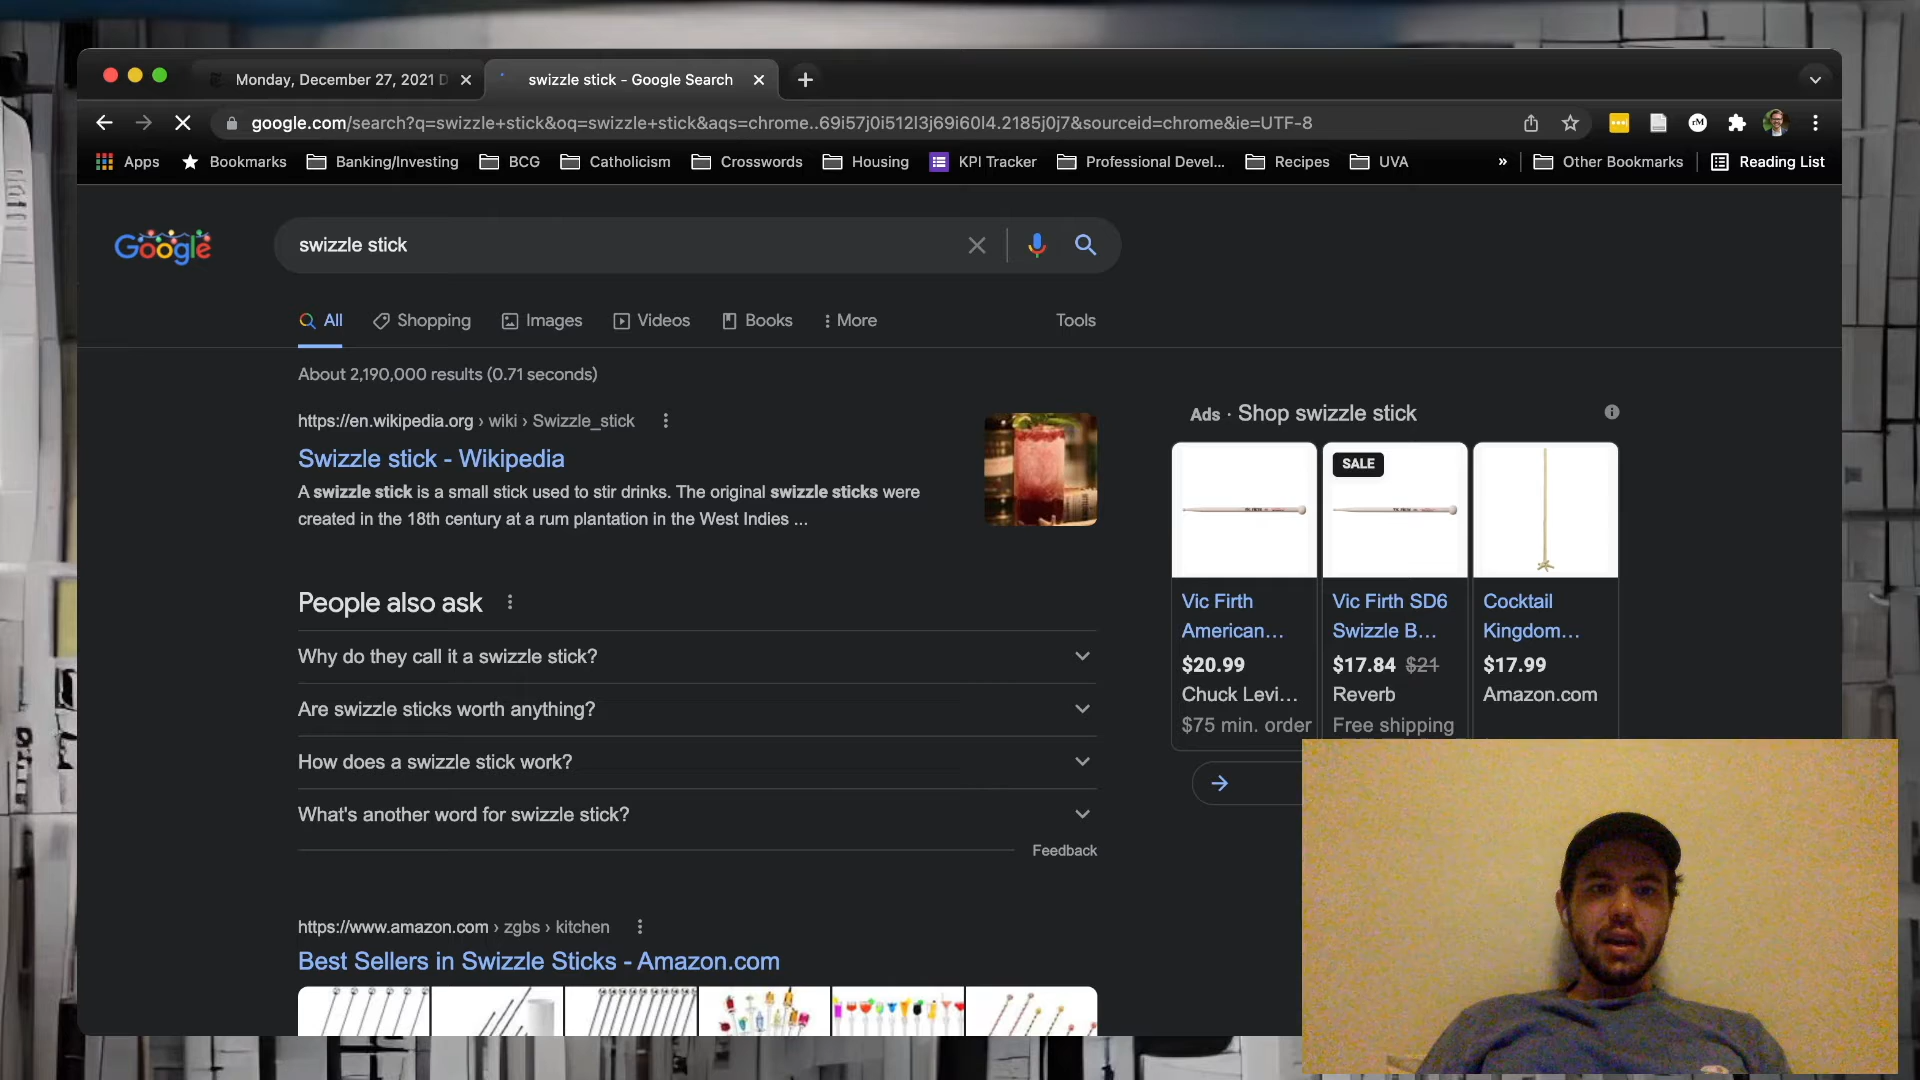 Monday, December 27, 2021 D
swizzle stick - Google Search
google.com/search?q=swizzle+stick&oq=swizzle+stick&aqs=chrome..69i57j0i512l3j69i60l4.2185j0j7&sourceid=chrome&ie=UTF-8
rM
Apps
Bookmarks
Banking/Investing
BCG
Catholicism
Crosswords
Housing
KPI Tracker
Professional Devel...
Recipes
UVA
»
Other Bookmarks
Reading List
Google
swizzle stick
All
Shopping
Images
Videos
Books
More
Tools
About 2,190,000 results (0.71 seconds)
https://en.wikipedia.org › wiki › Swizzle_stick
Swizzle stick - Wikipedia
A swizzle stick is a small stick used to stir drinks. The original swizzle sticks were
created in the 18th century at a rum plantation in the West Indies ...
People also ask
Why do they call it a swizzle stick?
Are swizzle sticks worth anything?
How does a swizzle stick work?
What's another word for swizzle stick?
Feedback
https://www.amazon.com › zgbs › kitchen
Best Sellers in Swizzle Sticks - Amazon.com
Ads · Shop swizzle stick
Vic Firth
American...
$20.99
Chuck Levi...
$75 min. order
SALE
Vic Firth SD6
Swizzle B...
$17.84 $21
Reverb
Free shipping
Cocktail
Kingdom...
$17.99
Amazon.com